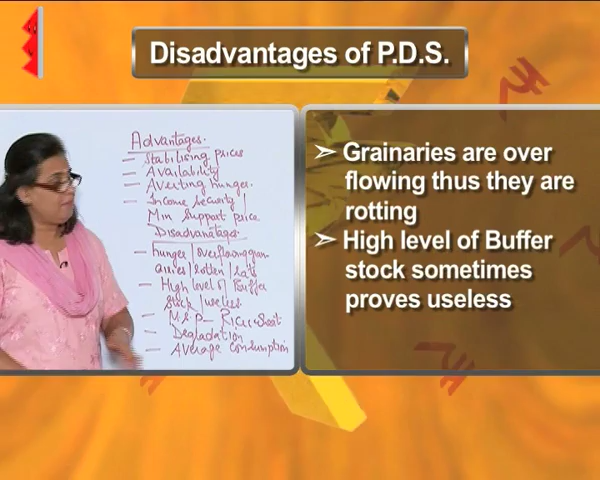 Disadvantages of P.D.S.
Advantages.
– Stabilising prices
– Availability
– Averting hunger.
– Income security/
Min support price
Disadvanatages
– hunger/overflowing gran
aries/rotten/rats
– High level of Buffer
stock/useless
– M.S.P –
– Degradation
– Average consumption
➢ Grainaries are over
flowing thus they are
rotting
➢ High level of Buffer
stock sometimes
proves useless